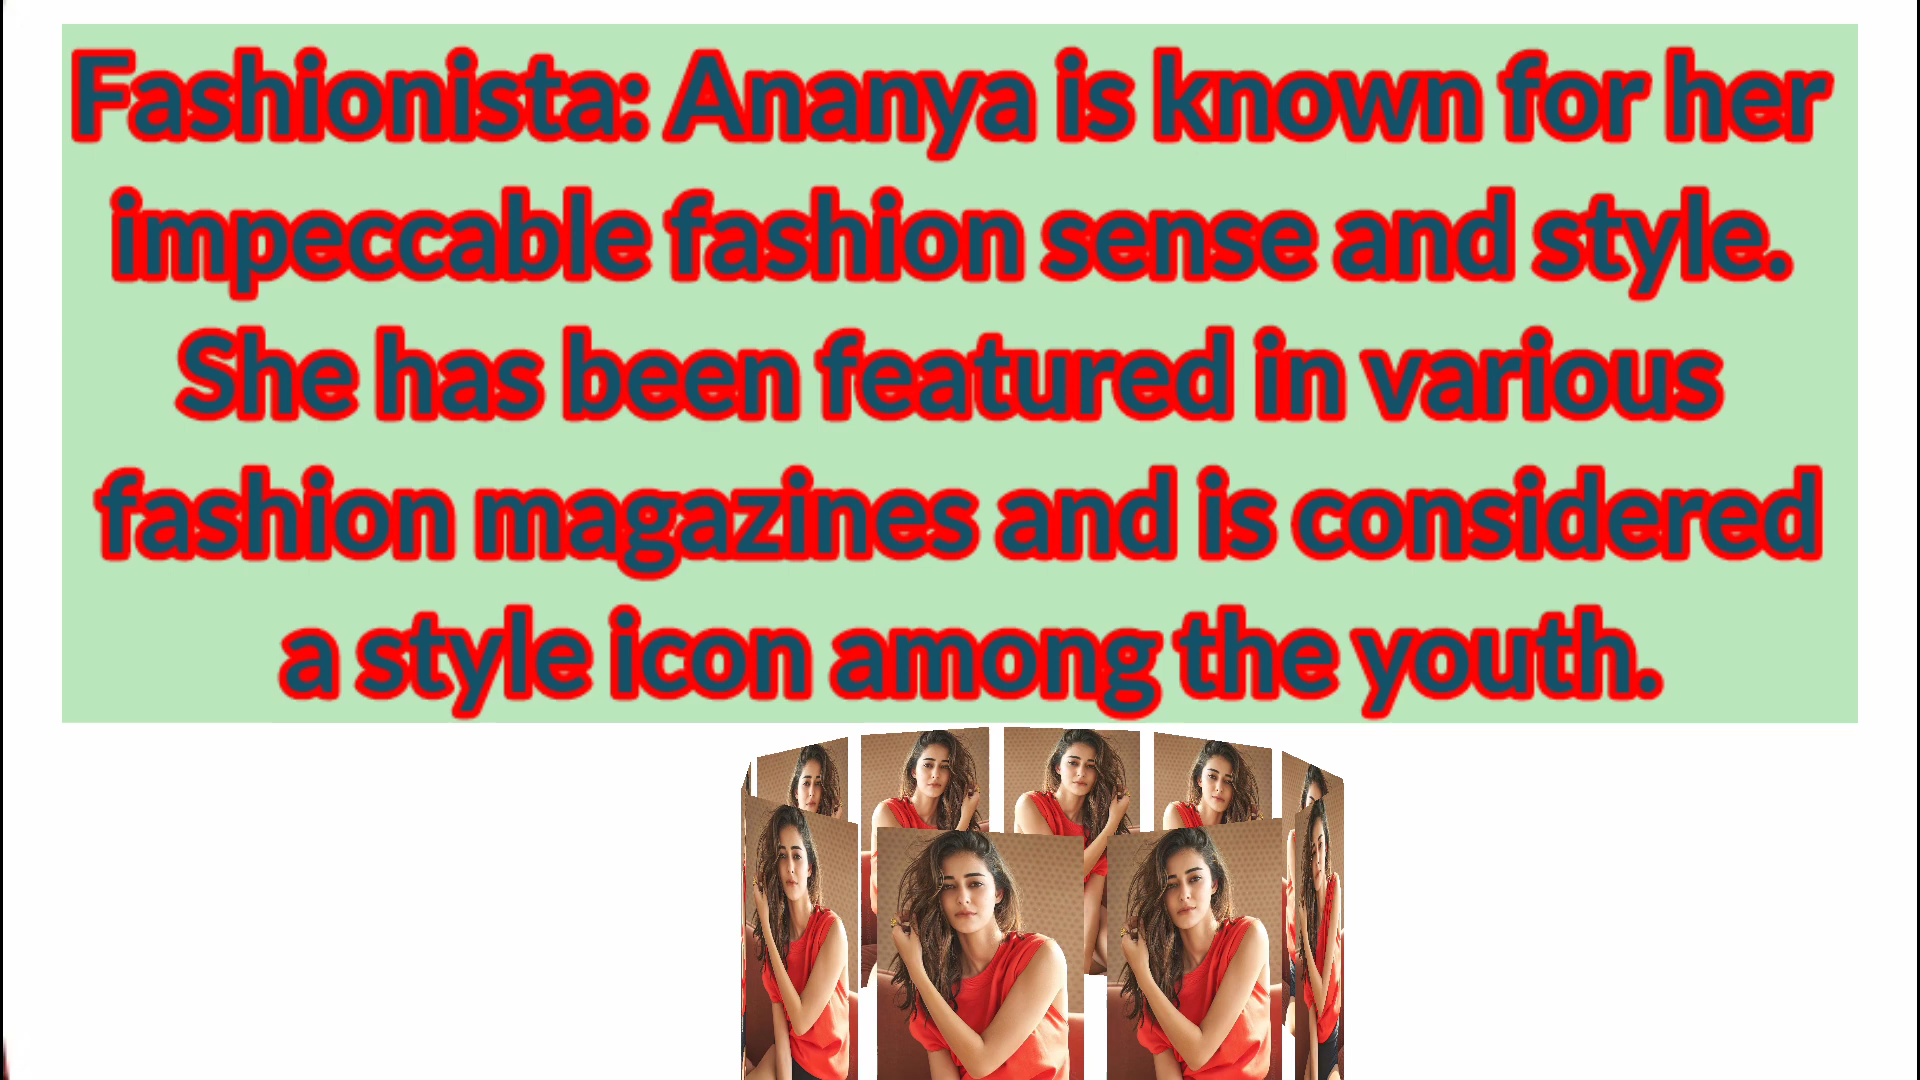 Fashionista: Ananya is known for her
impeccable fashion sense and style.
She has been featured in various
fashion magazines and is considered
a style icon among the youth.